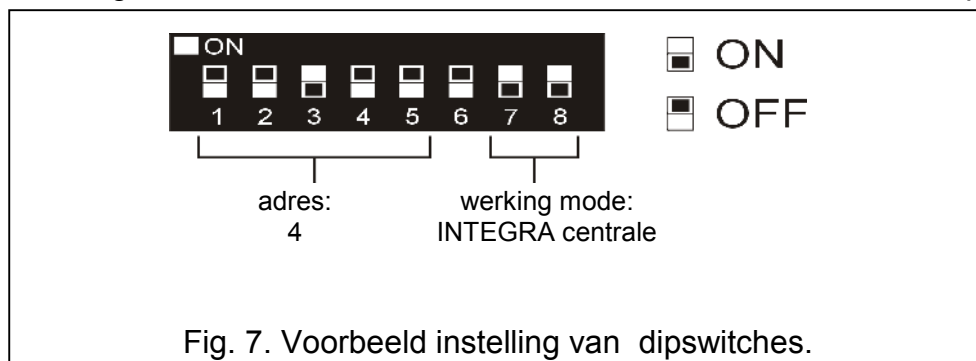 ON
1 2 3 4 5 6 7 8
ON
OFF
adres:
4
werking mode:
INTEGRA centrale
Fig. 7. Voorbeeld instelling van dipswitches.